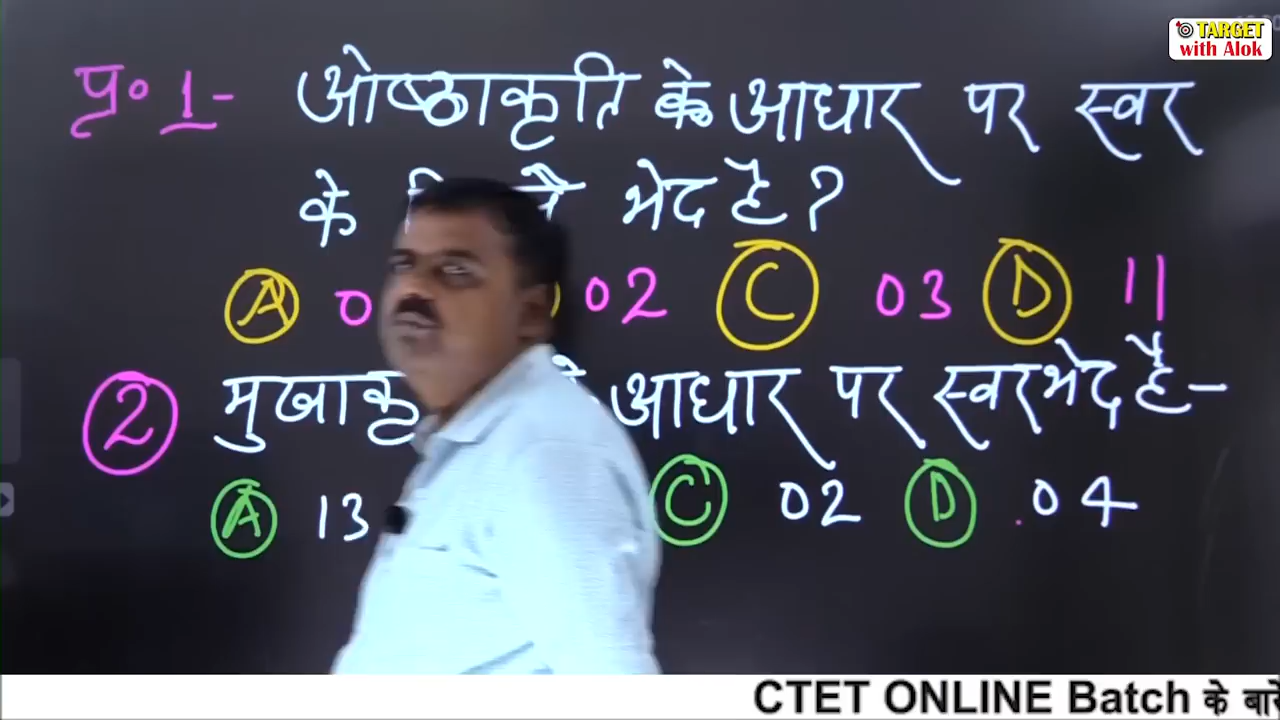 TARGET
with Alok
प्र० 1- ओष्ठाकृति के आधार पर स्वर
के भेद है?
A 02 C 03 D 11
2 आधार पर स्वरभेद है-
A 13 C 02 D 04
CTET ONLINE Batch के बारे